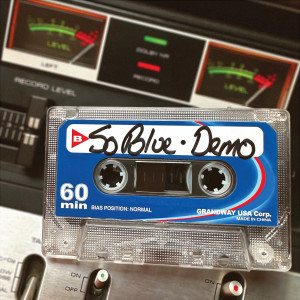 LEVEL
LEVEL
LEFT
DOLBY NR
RECORD
RECORD LEVEL
B
So Blue · Demo
60
min
BIAS POSITION: NORMAL
GRANDWAY USA Corp.
MADE IN CHINA
ON
OFF
ON